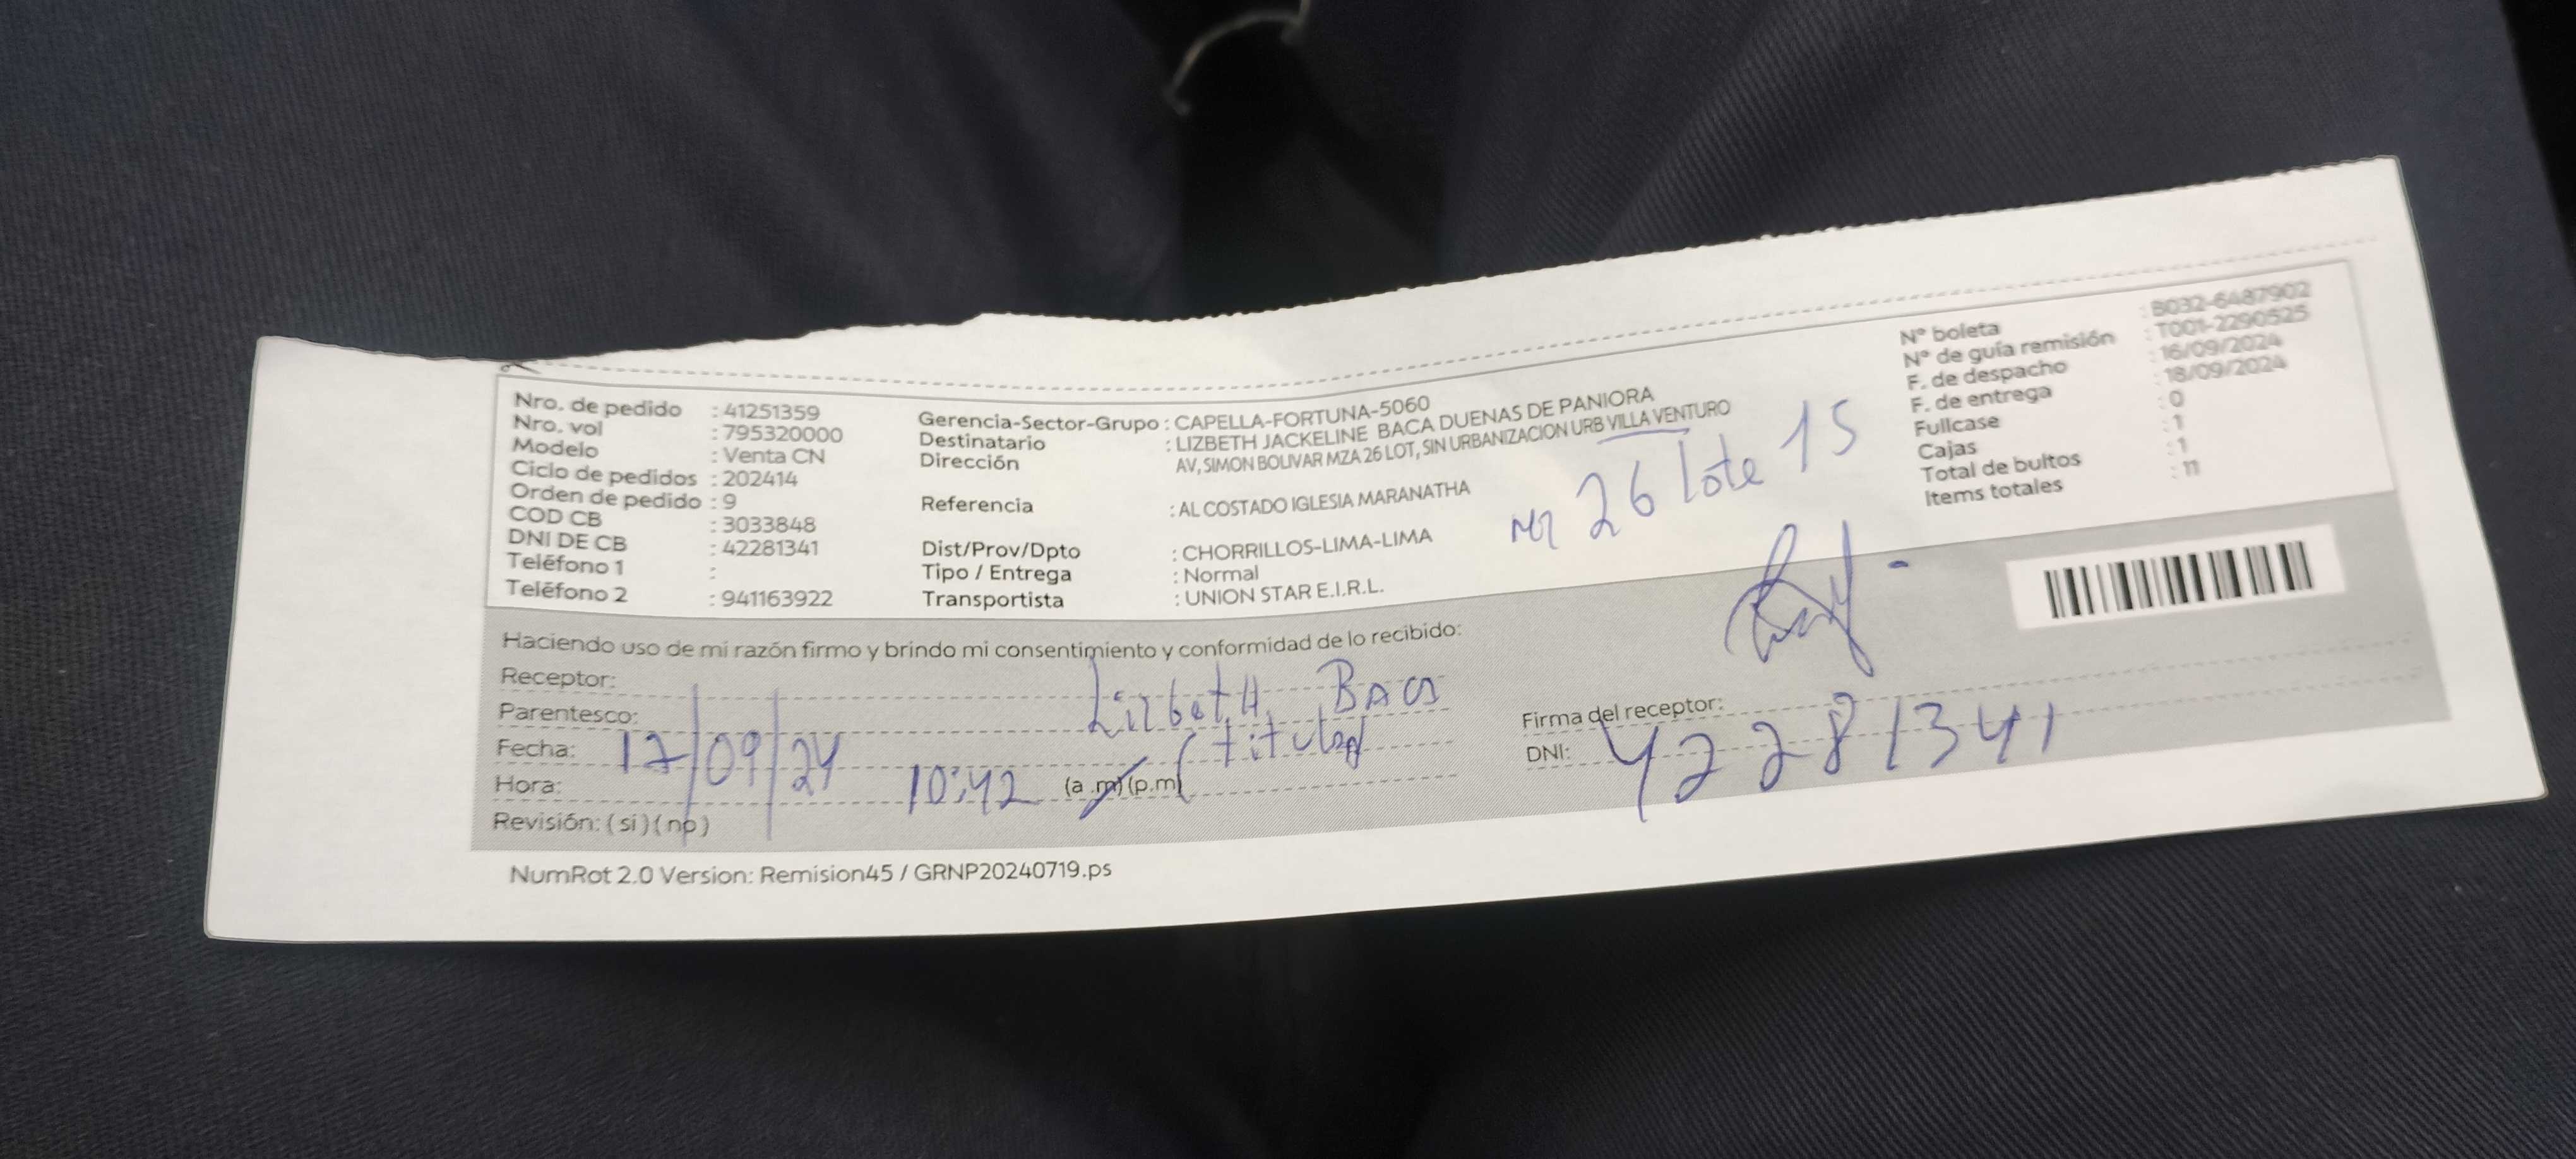 Nro. de pedido : 41251359
Nro. vol : 795320000
Modelo : Venta CN
Ciclo de pedidos : 202414
Orden de pedido : 9
COD CB : 3033848
DNI DE CB : 42281341
Teléfono 1 :
Teléfono 2 : 941163922
Gerencia-Sector-Grupo : CAPELLA-FORTUNA-5060
Destinatario : LIZBETH JACKELINE BACA DUENAS DE PANIORA
Dirección AV, SIMON BOLIVAR MZA 26 LOT, SIN URBANIZACION URB VILLA VENTURO
Referencia : AL COSTADO IGLESIA MARANATHA
Dist/Prov/Dpto : CHORRILLOS-LIMA-LIMA
Tipo / Entrega : Normal
Transportista : UNION STAR E.I.R.L.
Mz 26 lote 15
N° boleta : B032-6487902
N° de guía remisión : T001-2290525
F. de despacho : 16/09/2024
F. de entrega : 18/09/2024
Fullcase : 0
Cajas : 1
Total de bultos : 1
Items totales : 11
Haciendo uso de mi razón firmo y brindo mi consentimiento y conformidad de lo recibido:
Receptor: Lizbeth Baca
Parentesco: titular
Fecha: 17/09/24
Hora: 10:42 (a .m) (p.m)
Revisión: ( si ) ( no )
Firma del receptor:
DNI: 42281341
NumRot 2.0 Version: Remision45 / GRNP20240719.ps